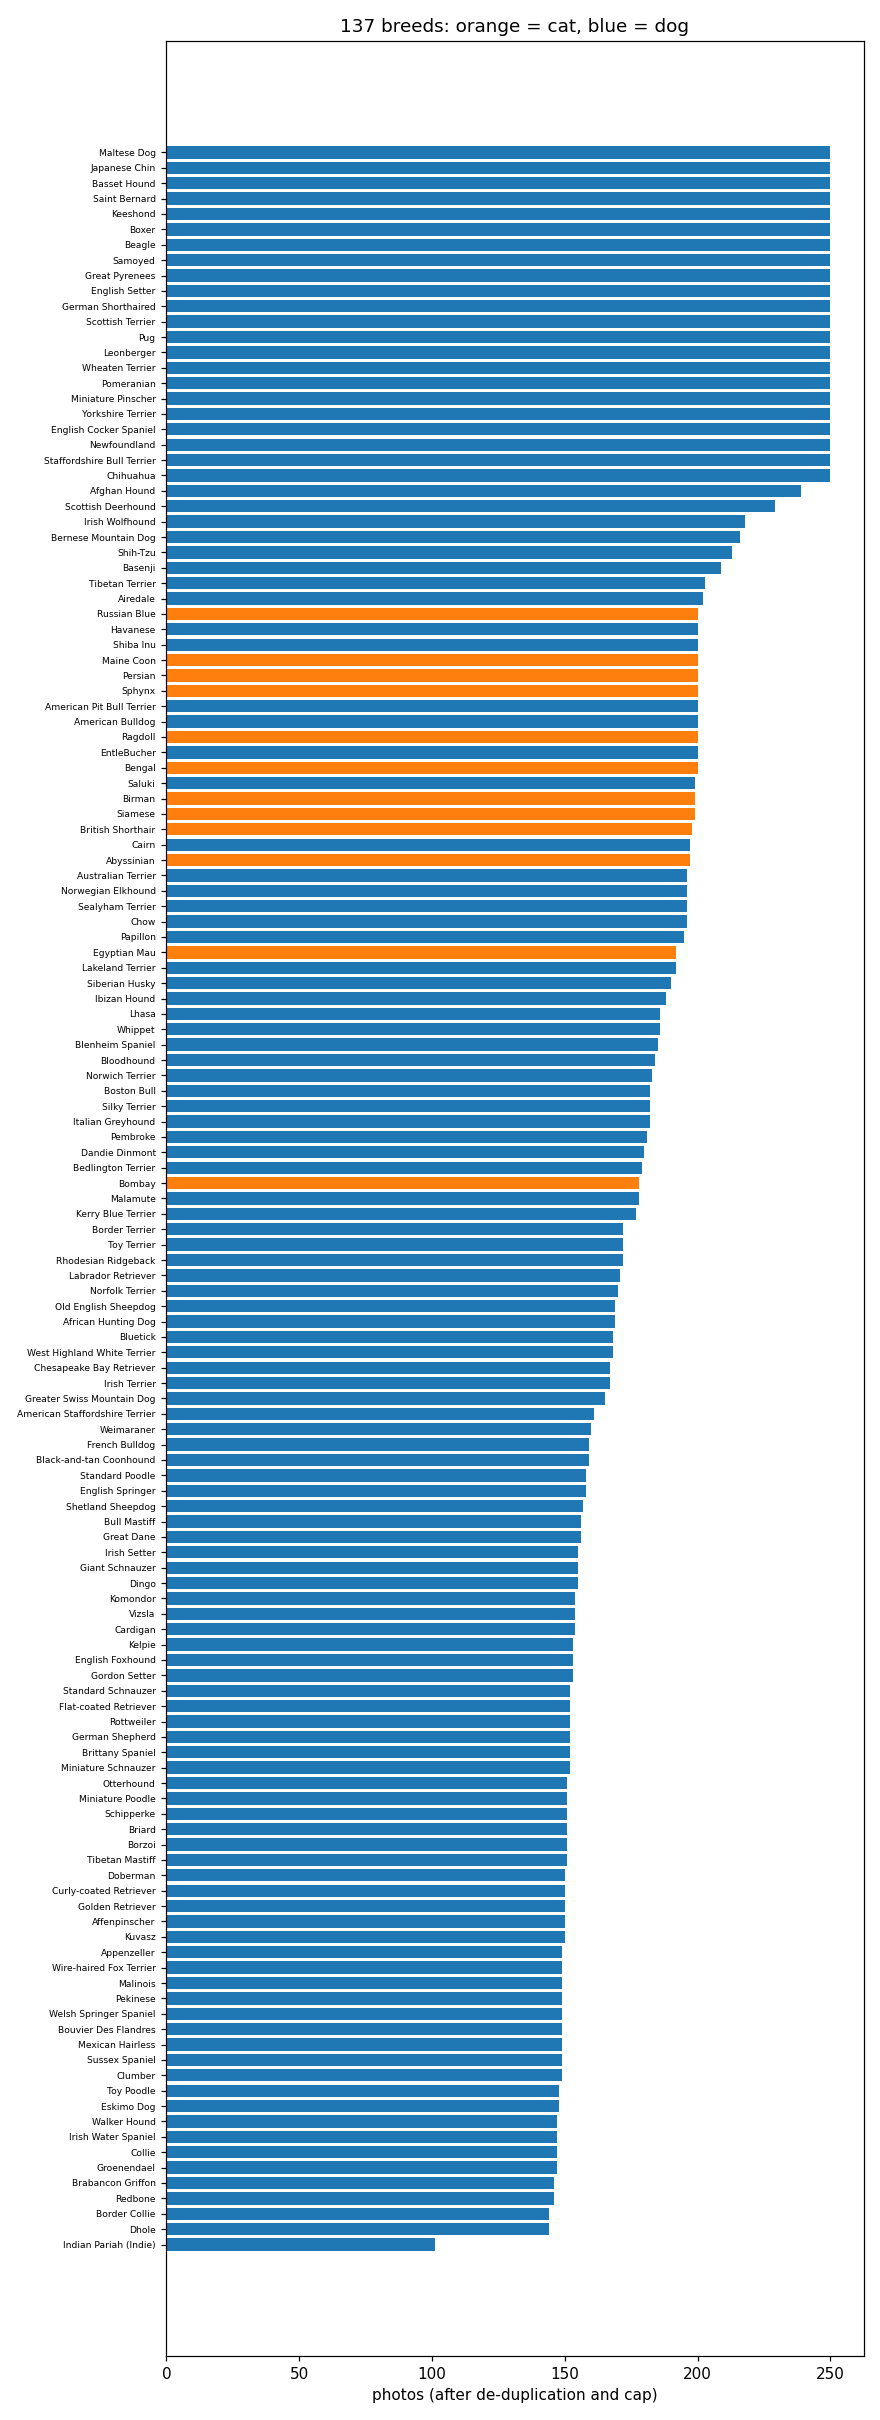 137 breeds: orange = cat, blue = dog
Maltese Dog
Japanese Chin
Basset Hound
Saint Bernard
Keeshond
Boxer
Beagle
Samoyed
Great Pyrenees
English Setter
German Shorthaired
Scottish Terrier
Pug
Leonberger
Wheaten Terrier
Pomeranian
Miniature Pinscher
Yorkshire Terrier
English Cocker Spaniel
Newfoundland
Staffordshire Bull Terrier
Chihuahua
Afghan Hound
Scottish Deerhound
Irish Wolfhound
Bernese Mountain Dog
Shih-Tzu
Basenji
Tibetan Terrier
Airedale
Russian Blue
Havanese
Shiba Inu
Maine Coon
Persian
Sphynx
American Pit Bull Terrier
American Bulldog
Ragdoll
EntleBucher
Bengal
Saluki
Birman
Siamese
British Shorthair
Cairn
Abyssinian
Australian Terrier
Norwegian Elkhound
Sealyham Terrier
Chow
Papillon
Egyptian Mau
Lakeland Terrier
Siberian Husky
Ibizan Hound
Lhasa
Whippet
Blenheim Spaniel
Bloodhound
Norwich Terrier
Boston Bull
Silky Terrier
Italian Greyhound
Pembroke
Dandie Dinmont
Bedlington Terrier
Bombay
Malamute
Kerry Blue Terrier
Border Terrier
Toy Terrier
Rhodesian Ridgeback
Labrador Retriever
Norfolk Terrier
Old English Sheepdog
African Hunting Dog
Bluetick
West Highland White Terrier
Chesapeake Bay Retriever
Irish Terrier
Greater Swiss Mountain Dog
American Staffordshire Terrier
Weimaraner
French Bulldog
Black-and-tan Coonhound
Standard Poodle
English Springer
Shetland Sheepdog
Bull Mastiff
Great Dane
Irish Setter
Giant Schnauzer
Dingo
Komondor
Vizsla
Cardigan
Kelpie
English Foxhound
Gordon Setter
Standard Schnauzer
Flat-coated Retriever
Rottweiler
German Shepherd
Brittany Spaniel
Miniature Schnauzer
Otterhound
Miniature Poodle
Schipperke
Briard
Borzoi
Tibetan Mastiff
Doberman
Curly-coated Retriever
Golden Retriever
Affenpinscher
Kuvasz
Appenzeller
Wire-haired Fox Terrier
Malinois
Pekinese
Welsh Springer Spaniel
Bouvier Des Flandres
Mexican Hairless
Sussex Spaniel
Clumber
Toy Poodle
Eskimo Dog
Walker Hound
Irish Water Spaniel
Collie
Groenendael
Brabancon Griffon
Redbone
Border Collie
Dhole
Indian Pariah (Indie)
0 50 100 150 200 250
photos (after de-duplication and cap)